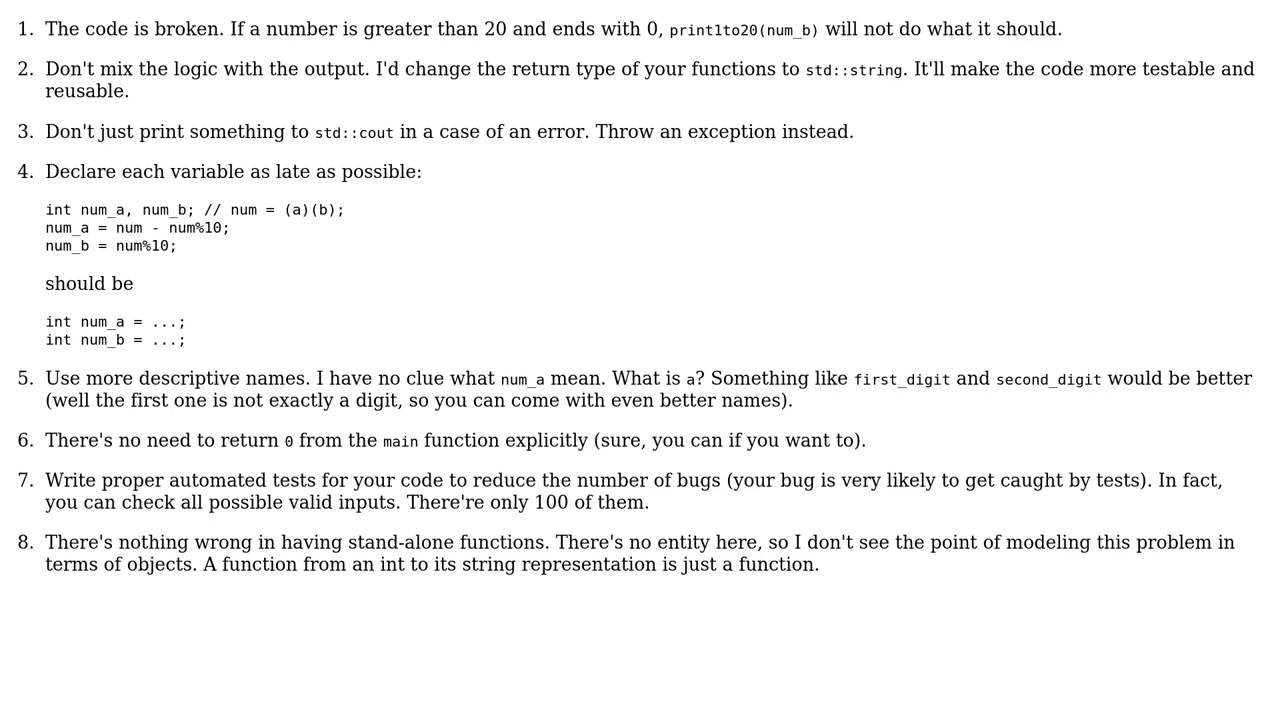 1. The code is broken. If a number is greater than 20 and ends with 0, print1to20(num_b) will not do what it should.
2. Don't mix the logic with the output. I'd change the return type of your functions to std::string. It'll make the code more testable and
reusable.
3. Don't just print something to std::cout in a case of an error. Throw an exception instead.
4. Declare each variable as late as possible:
int num_a, num_b; // num = (a)(b);
num_a = num - num%10;
num_b = num%10;
should be
int num_a = ...;
int num_b = ...;
5. Use more descriptive names. I have no clue what num_a mean. What is a? Something like first_digit and second_digit would be better
(well the first one is not exactly a digit, so you can come with even better names).
6. There's no need to return 0 from the main function explicitly (sure, you can if you want to).
7. Write proper automated tests for your code to reduce the number of bugs (your bug is very likely to get caught by tests). In fact,
you can check all possible valid inputs. There're only 100 of them.
8. There's nothing wrong in having stand-alone functions. There's no entity here, so I don't see the point of modeling this problem in
terms of objects. A function from an int to its string representation is just a function.